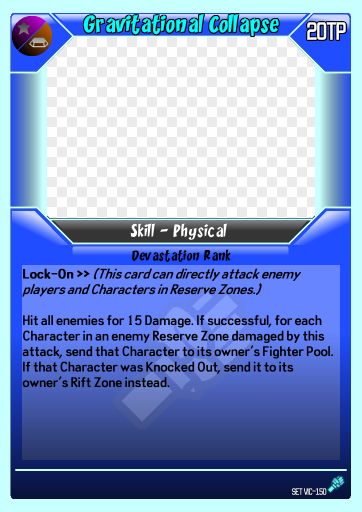 Gravitational Collapse
20TP
Skill - Physical
Devastation Rank
Lock-On >> (This card can directly attack enemy
players and Characters in Reserve Zones.)
Hit all enemies for 15 Damage. If successful, for each
Character in an enemy Reserve Zone damaged by this
attack, send that Character to its owner's Fighter Pool.
If that Character was Knocked Out, send it to its
owner's Rift Zone instead.
SET VIC-150